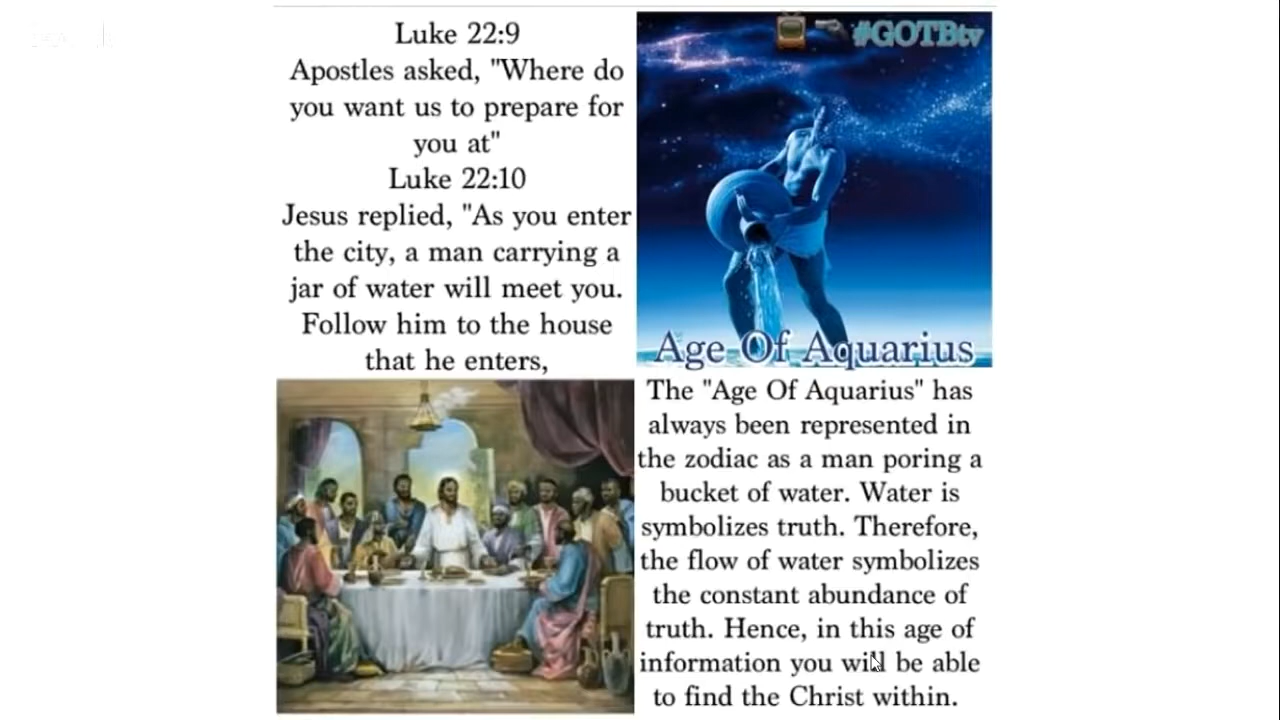 Luke 22:9
Apostles asked, "Where do
you want us to prepare for
you at"
Luke 22:10
Jesus replied, "As you enter
the city, a man carrying a
jar of water will meet you.
Follow him to the house
that he enters,
#GOTBtv
Age Of Aquarius
The "Age Of Aquarius" has
always been represented in
the zodiac as a man poring a
bucket of water. Water is
symbolizes truth. Therefore,
the flow of water symbolizes
the constant abundance of
truth. Hence, in this age of
information you will be able
to find the Christ within.